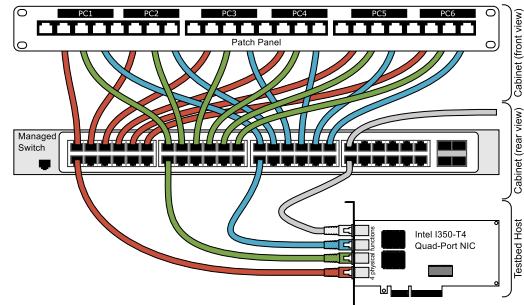 PC1 PC2 PC3 PC4 PC5 PC6
Patch Panel
Cabinet (front view)
Managed
Switch
Cabinet (rear view)
4 physical functions
Intel I350-T4
Quad-Port NIC
Testbed Host